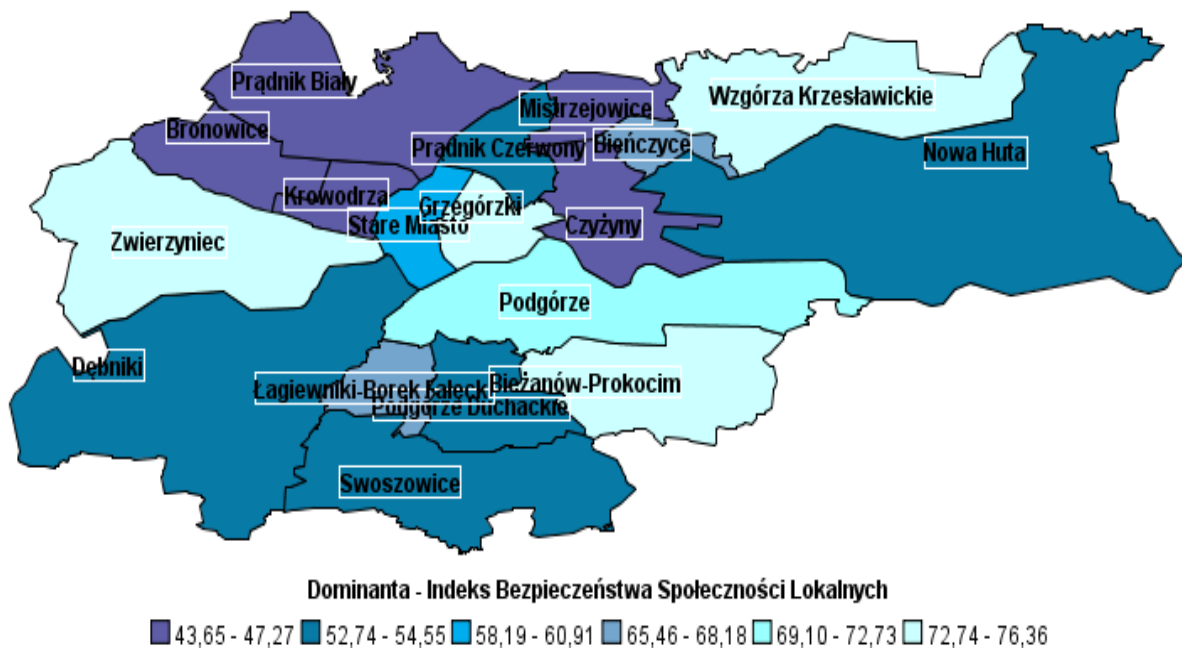 Prądnik Biały
Mistrzejowice
Wzgórza Krzesławickie
Bronowice
Prądnik Czerwony
Bieńczyce
Nowa Huta
Krowodrza
Grzegórzki
Stare Miasto
Czyżyny
Zwierzyniec
Podgórze
Dębniki
Łagiewniki-Borek Fałęcki
Bieżanów-Prokocim
Podgórze Duchackie
Swoszowice
Dominanta - Indeks Bezpieczeństwa Społeczności Lokalnych
43,65 - 47,27 52,74 - 54,55 58,19 - 60,91 65,46 - 68,18 69,10 - 72,73 72,74 - 76,36